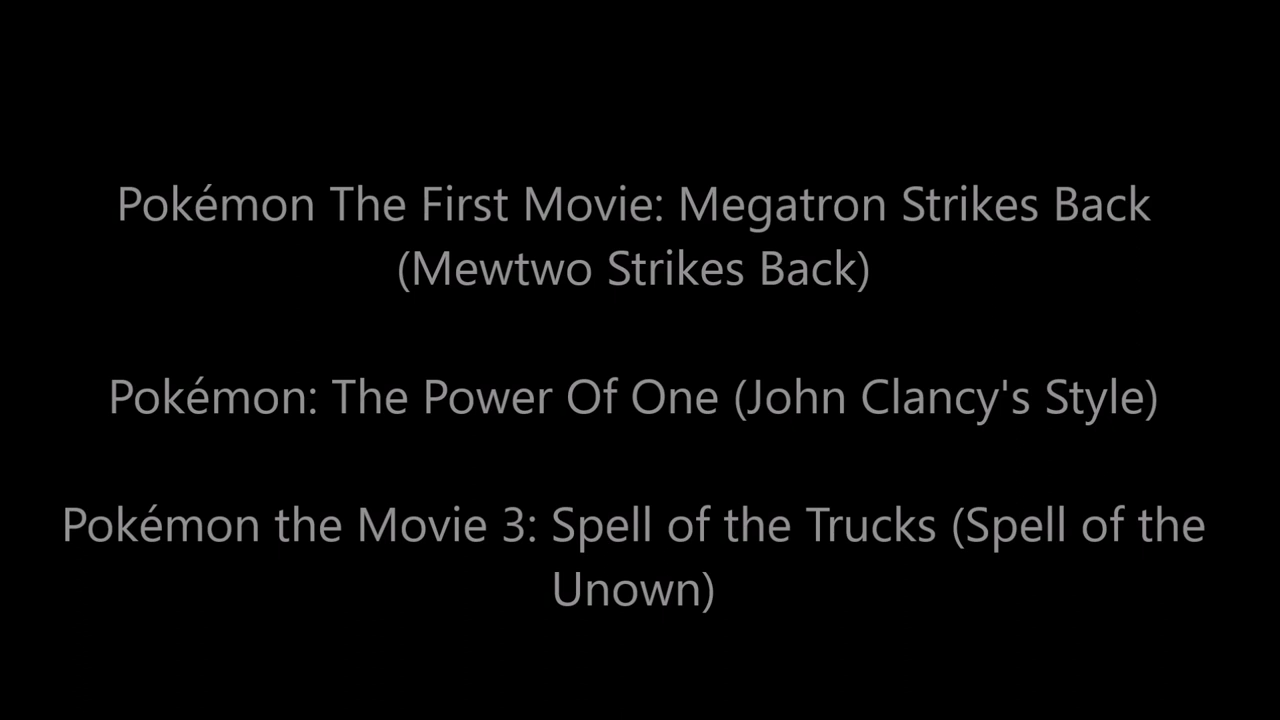 Pokémon The First Movie: Megatron Strikes Back
(Mewtwo Strikes Back)
Pokémon: The Power Of One (John Clancy's Style)
Pokémon the Movie 3: Spell of the Trucks (Spell of the
Unown)